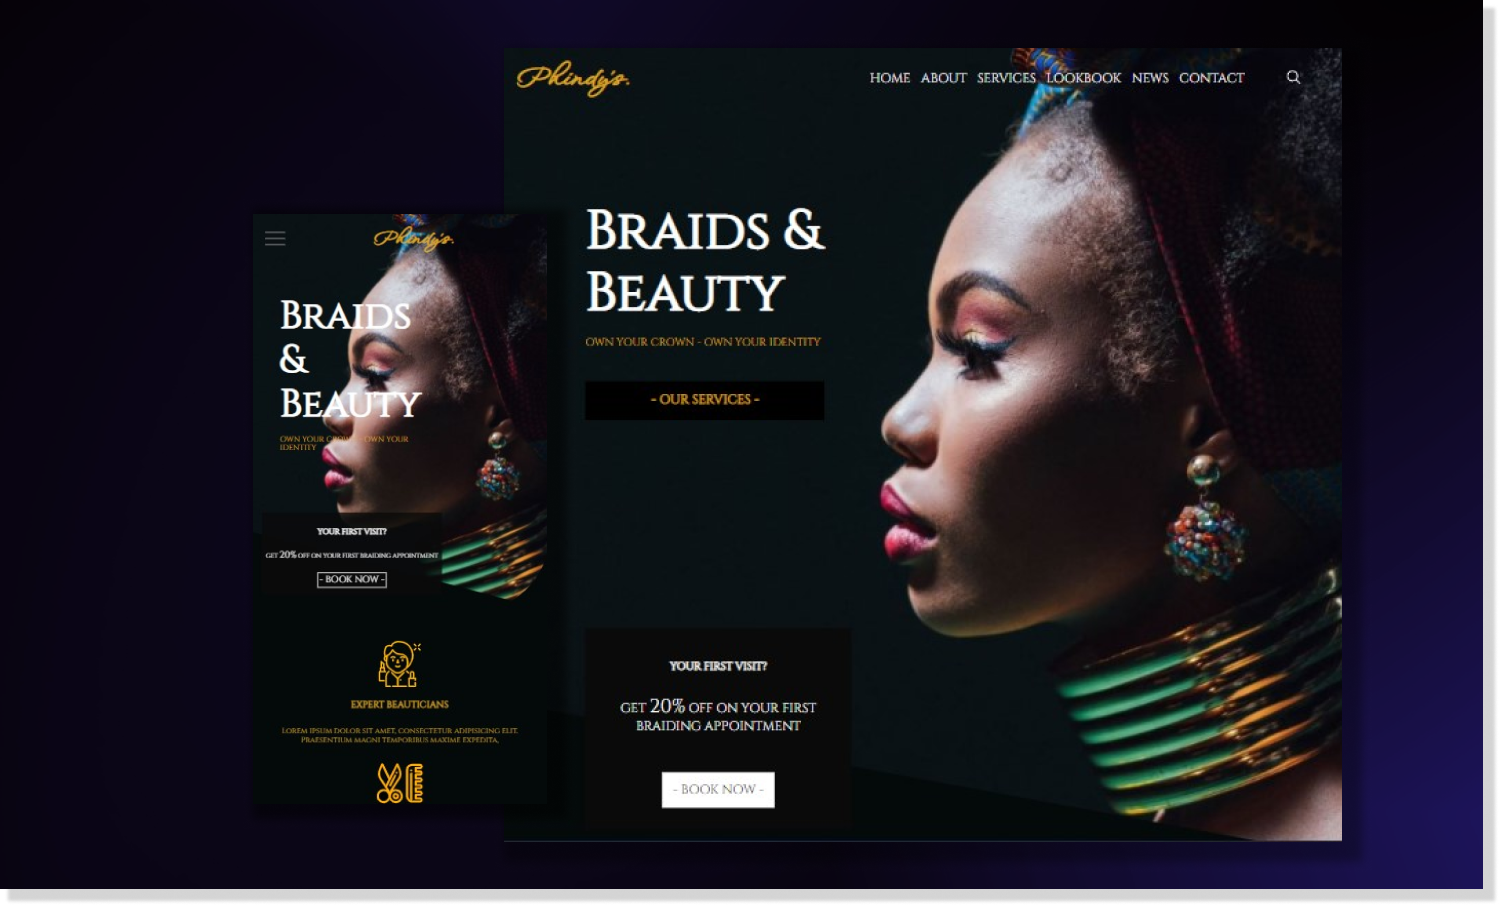 Phindy's.
HOME ABOUT SERVICES LOOKBOOK NEWS CONTACT
BRAIDS &
BEAUTY
OWN YOUR CROWN - OWN YOUR IDENTITY
- OUR SERVICES -
YOUR FIRST VISIT?
GET 20% OFF ON YOUR FIRST
BRAIDING APPOINTMENT
- BOOK NOW -
Phindy's.
BRAIDS
&
BEAUTY
OWN YOUR CROWN - OWN YOUR
IDENTITY
YOUR FIRST VISIT?
GET 20% OFF ON YOUR FIRST BRAIDING APPOINTMENT
- BOOK NOW -
EXPERT BEAUTICIANS
LOREM IPSUM DOLOR SIT AMET, CONSECTETUR ADIPISICING ELIT.
PRAESENTIUM MAGNI TEMPORIBUS MAXIME EXPEDITA,